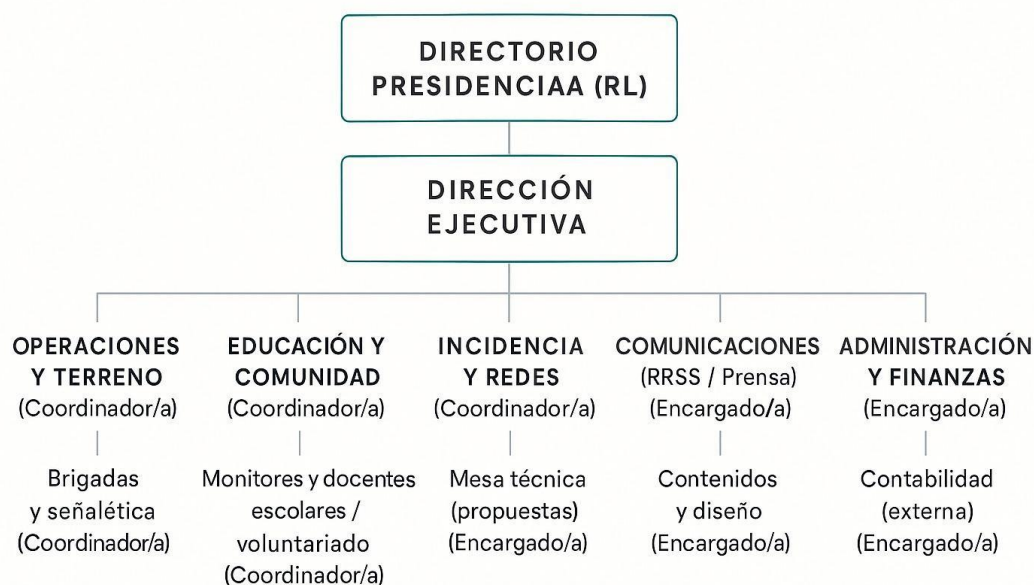 DIRECTORIO
PRESIDENCIAA (RL)
DIRECCIÓN
EJECUTIVA
OPERACIONES
Y TERRENO
(Coordinador/a)
Brigadas
y señalética
(Coordinador/a)
EDUCACIÓN Y
COMUNIDAD
(Coordinador/a)
Monitores y docentes
escolares /
voluntariado
(Coordinador/a)
INCIDENCIA
Y REDES
(Coordinador/a)
Mesa técnica
(propuestas)
(Encargado/a)
COMUNICACIONES
(RRSS / Prensa)
(Encargado/a)
Contenidos
y diseño
(Encargado/a)
ADMINISTRACIÓN
Y FINANZAS
(Encargado/a)
Contabilidad
(externa)
(Encargado/a)